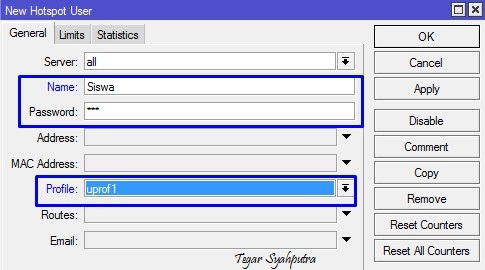 New Hotspot User
General Limits Statistics
Server: all
Name: Siswa
Password: ***
Address:
MAC Address:
Profile: uprof1
Routes:
Email:
OK
Cancel
Apply
Disable
Comment
Copy
Remove
Reset Counters
Reset All Counters
Tegar Syahputra